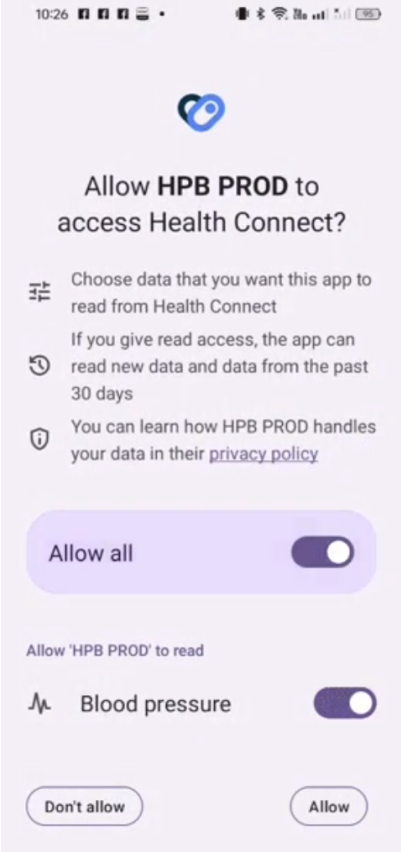 10:26
95
Allow HPB PROD to
access Health Connect?
Choose data that you want this app to
read from Health Connect
If you give read access, the app can
read new data and data from the past
30 days
You can learn how HPB PROD handles
your data in their privacy policy
Allow all
Allow 'HPB PROD' to read
Blood pressure
Don't allow
Allow